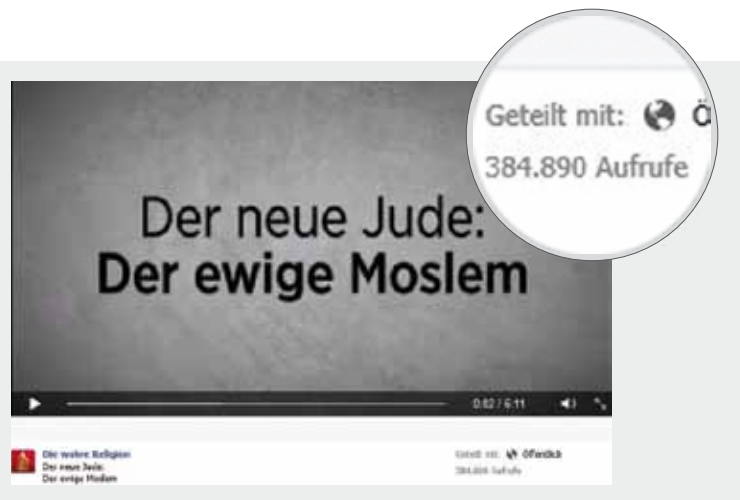 Geteilt mit: Ö
384.890 Aufrufe
Der neue Jude:
Der ewige Moslem
0:02 / 6:11
Die wahre Religion
Der neue Jude:
Der ewige Moslem
Geteilt mit: Öffentlich
384.890 Aufrufe